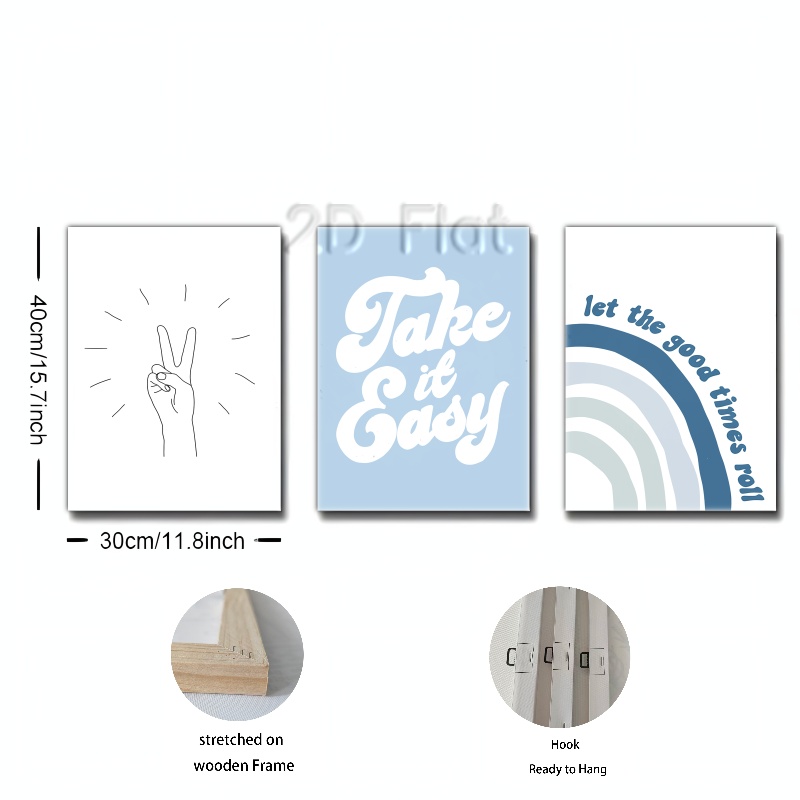 2D Flat
40cm/15.7inch
Take
it
Easy
let the good times roll
30cm/11.8inch
stretched on
wooden Frame
Hook
Ready to Hang